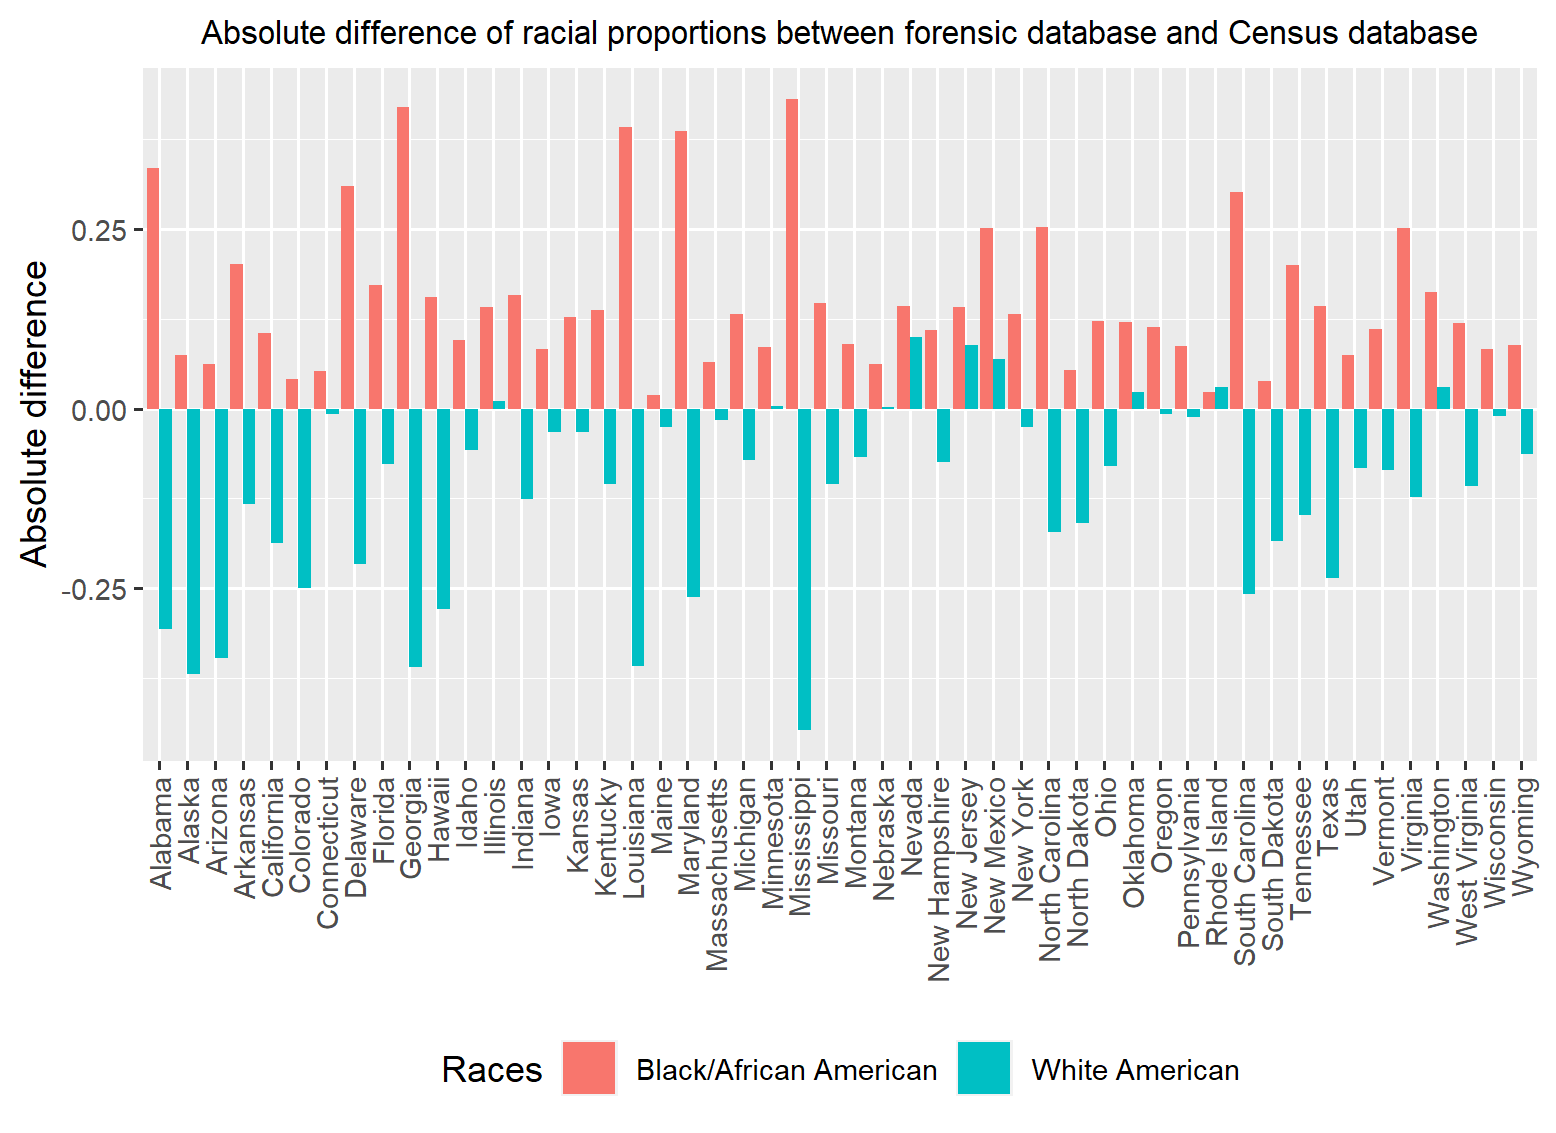 Absolute difference of racial proportions between forensic database and Census database
Absolute difference
0.25
0.00
-0.25
Alabama
Alaska
Arizona
Arkansas
California
Colorado
Connecticut
Delaware
Florida
Georgia
Hawaii
Idaho
Illinois
Indiana
Iowa
Kansas
Kentucky
Louisiana
Maine
Maryland
Massachusetts
Michigan
Minnesota
Mississippi
Missouri
Montana
Nebraska
Nevada
New Hampshire
New Jersey
New Mexico
New York
North Carolina
North Dakota
Ohio
Oklahoma
Oregon
Pennsylvania
Rhode Island
South Carolina
South Dakota
Tennessee
Texas
Utah
Vermont
Virginia
Washington
West Virginia
Wisconsin
Wyoming
Races
Black/African American
White American